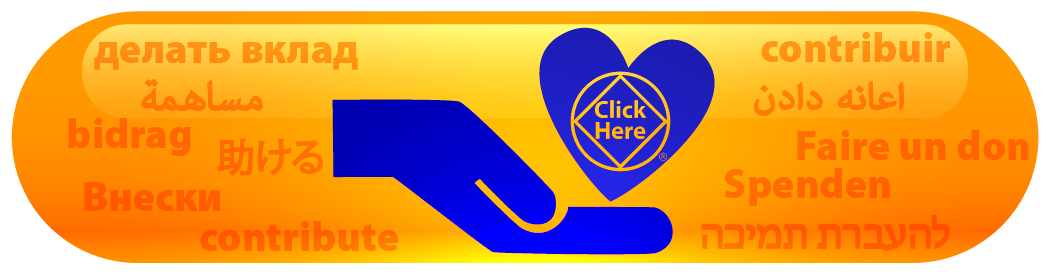 делать вклад
مساهمة
bidrag
助ける
Внески
contribute
Click
Here
®
contribuir
اعانه دادن
Faire un don
Spenden
להעברת תמיכה